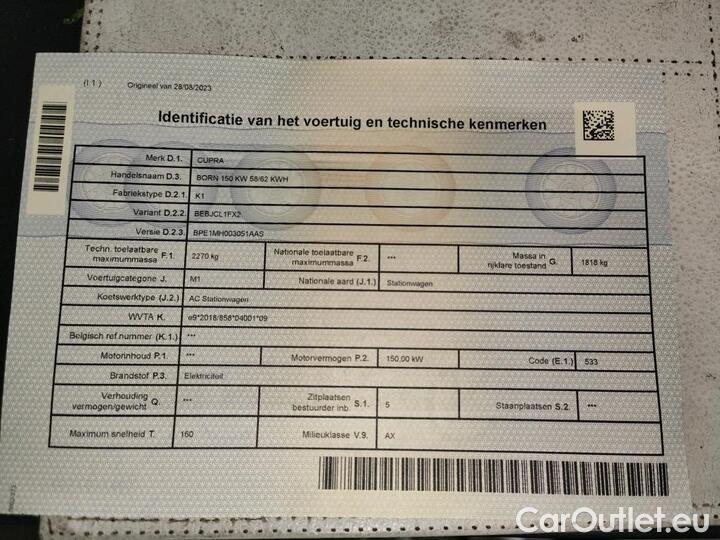 (I.1) Origineel van 28/08/2023
Identificatie van het voertuig en technische kenmerken
Merk D.1. CUPRA
Handelsnaam D.3. BORN 150 KW 58/62 KWH
Fabriekstype D.2.1. K1
Variant D.2.2. BEBJCL1FX2
Versie D.2.3. BPE1MH003051AAS
Techn. toelaatbare maximummassa F.1. 2270 kg Nationale toelaatbare maximummassa F.2. *** Massa in rijklare toestand G. 1818 kg
Voertuigcategorie J. M1 Nationale aard (J.1.) Stationwagen
Koetswerktype (J.2.) AC Stationwagen
WVTA K. e9*2018/858*04001*09
Belgisch ref.nummer (K.1.) ***
Motorinhoud P.1. *** Motorvermogen P.2. 150,00 kW Code (E.1.) 533
Brandstof P.3. Elektriciteit
Verhouding vermogen/gewicht Q. *** Zitplaatsen bestuurder inb. S.1. 5 Staanplaatsen S.2. ***
Maximum snelheid T. 160 Milieuklasse V.9. AX
CarOutlet.eu